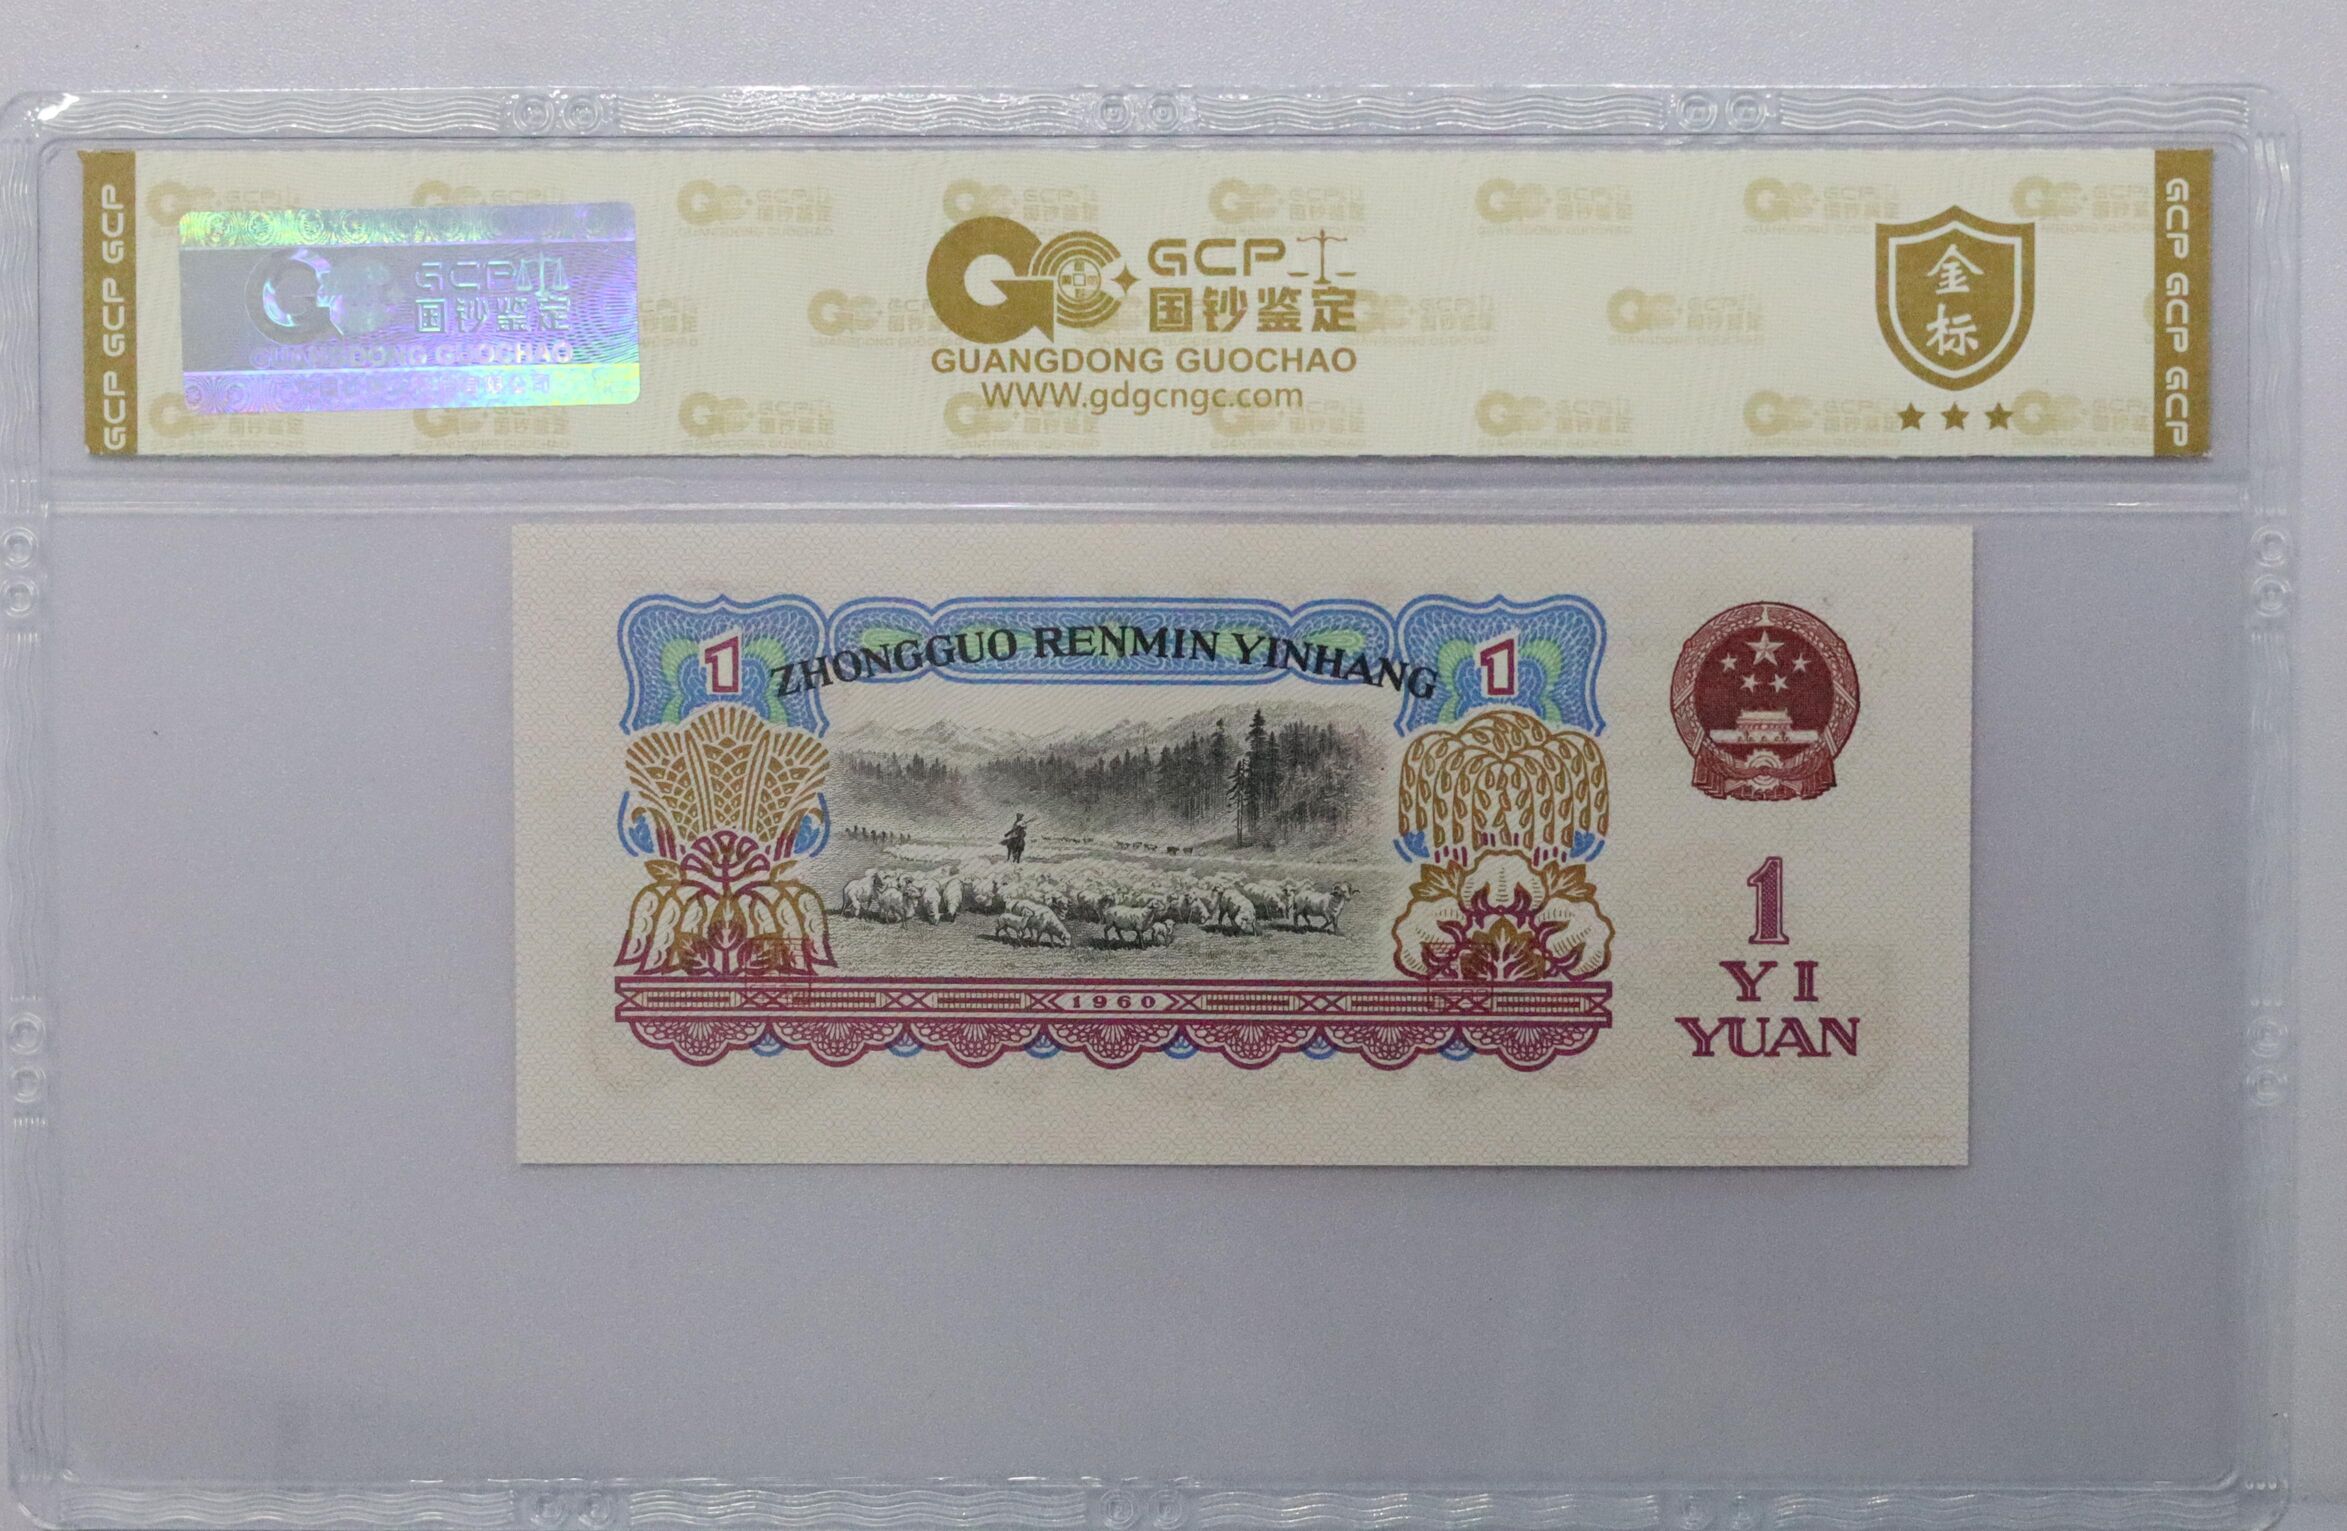 GCP GCP GCP
GCP
国钞鉴定
GUANGDONG GUOCHAO
GCP
国钞鉴定
GUANGDONG GUOCHAO
WWW.gdgcngc.com
金标
GCP GCP GCP
1
ZHONGGUO RENMIN YINHANG
1
1960
1
YI
YUAN